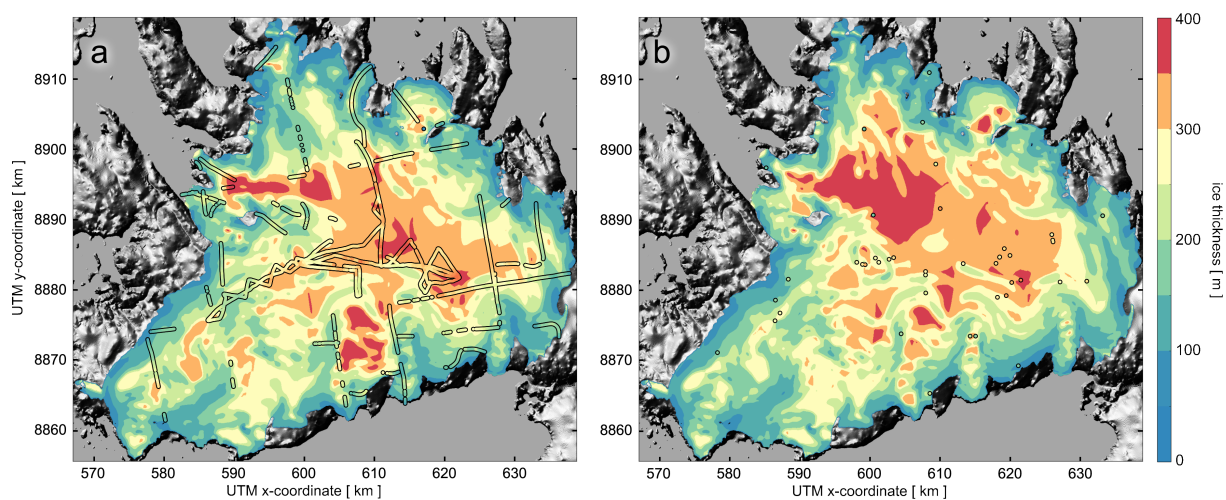 a
b
8910
8900
8890
8880
8870
8860
UTM y-coordinate [ km ]
570 580 590 600 610 620 630
UTM x-coordinate [ km ]
8910
8900
8890
8880
8870
8860
570 580 590 600 610 620 630
UTM x-coordinate [ km ]
400
300
200
100
0
ice thickness [ m ]